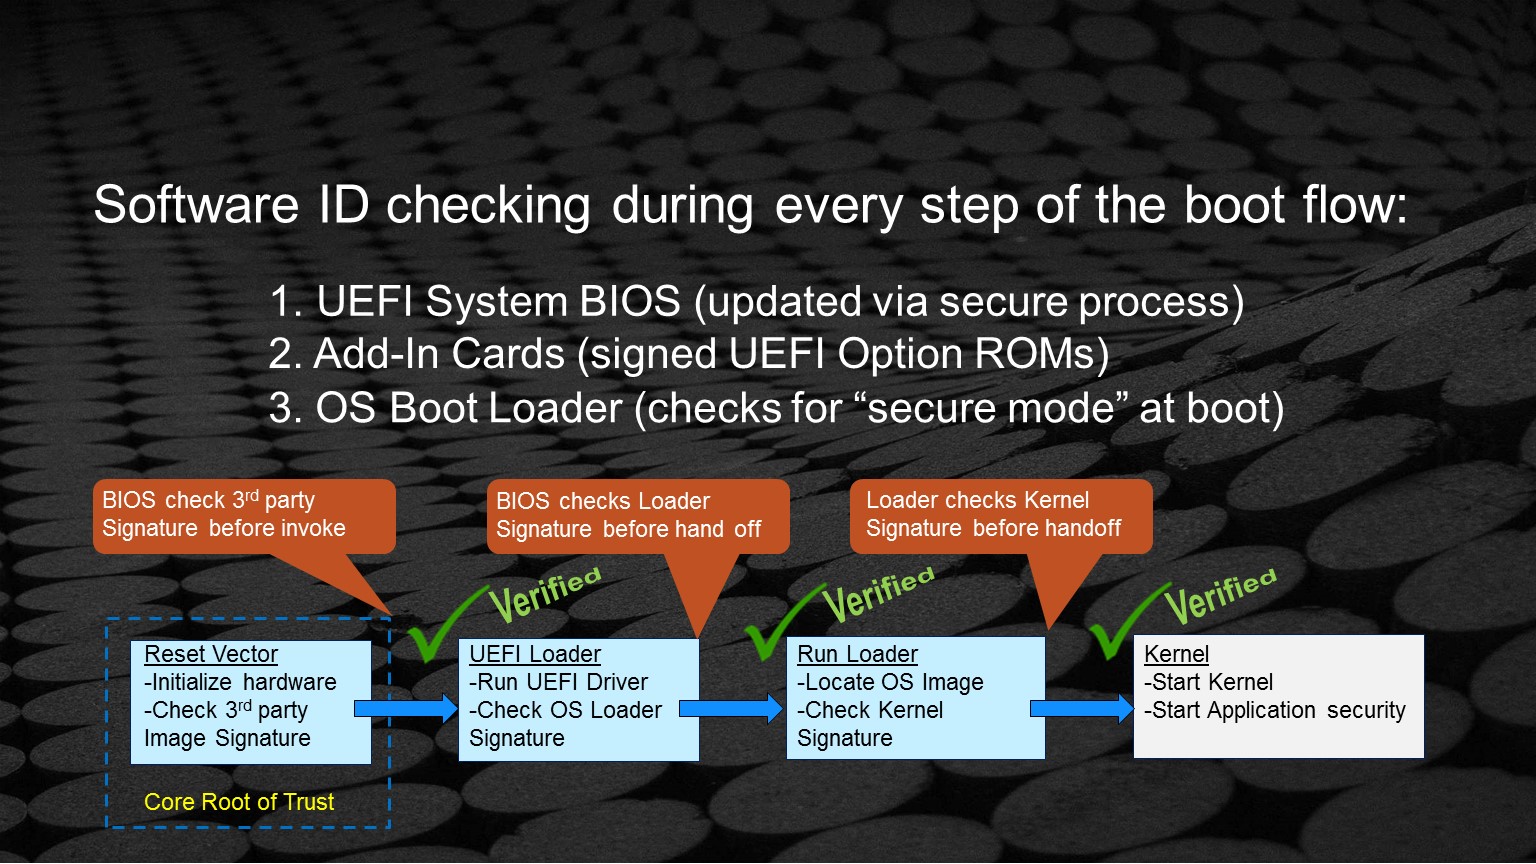 Software ID checking during every step of the boot flow:
1. UEFI System BIOS (updated via secure process)
2. Add-In Cards (signed UEFI Option ROMs)
3. OS Boot Loader (checks for “secure mode” at boot)
BIOS check 3rd party
Signature before invoke
BIOS checks Loader
Signature before hand off
Loader checks Kernel
Signature before handoff
Verified
Verified
Verified
Reset Vector
-Initialize hardware
-Check 3rd party
Image Signature
UEFI Loader
-Run UEFI Driver
-Check OS Loader
Signature
Run Loader
-Locate OS Image
-Check Kernel
Signature
Kernel
-Start Kernel
-Start Application security
Core Root of Trust